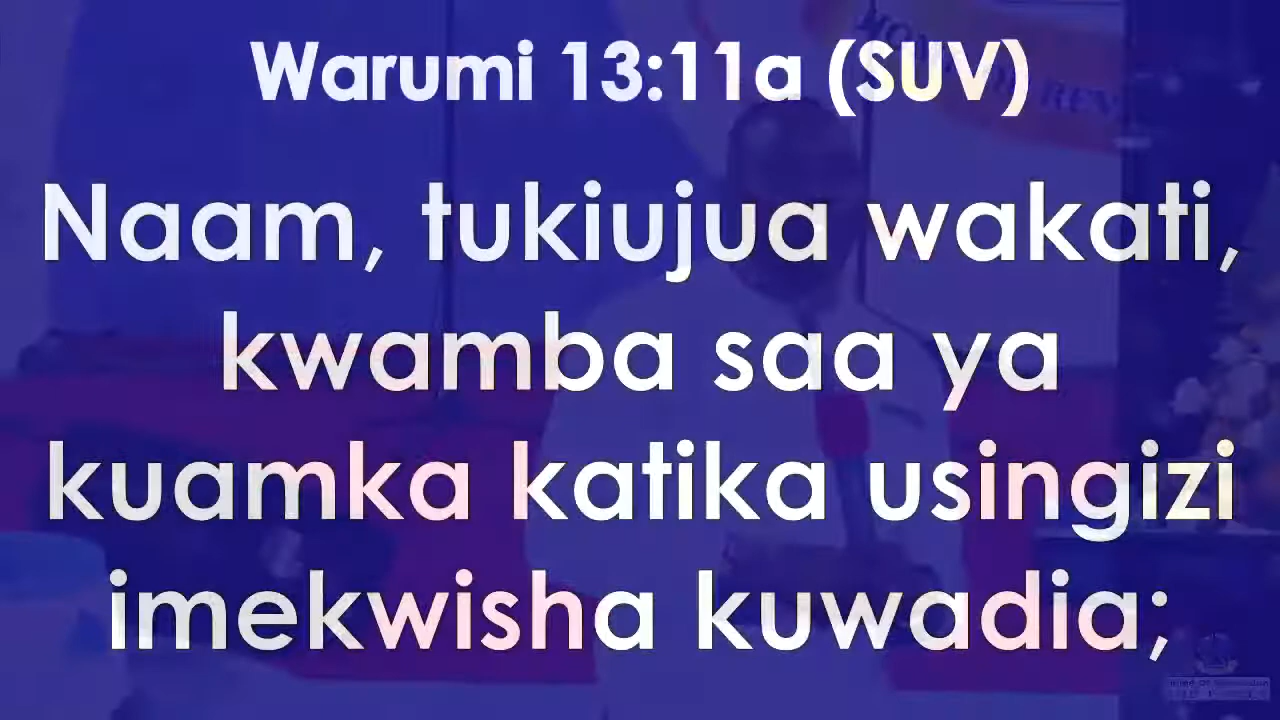 Warumi 13:11a (SUV)
Naam, tukiujua wakati,
kwamba saa ya
kuamka katika usingizi
imekwisha kuwadia;